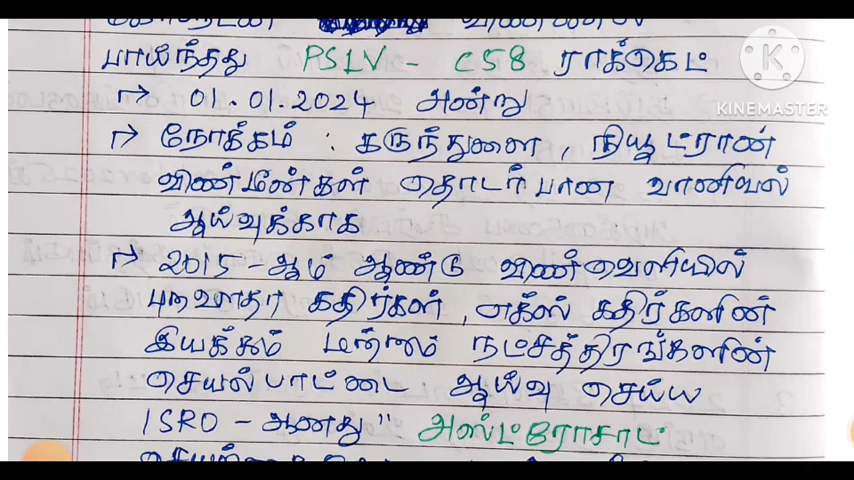 விண்ணில்
பாய்ந்தது PSLV - C58 ராக்கெட்
→ 01.01.2024 அன்று
→ நோக்கம் : கருந்துளை, நியூட்ரான்
விண்மீன்கள் தொடர்பான வானியல்
ஆய்வுக்காக
→ 2015-ஆம் ஆண்டு விண்வெளியில்
புறஊதா கதிர்கள், எக்ஸ் கதிர்களின்
இயக்கம் மற்றும் நட்சத்திரங்களின்
செயல்பாட்டை ஆய்வு செய்ய
ISRO - ஆனது " அஸ்ட்ரோசாட்
K
KINEMASTER